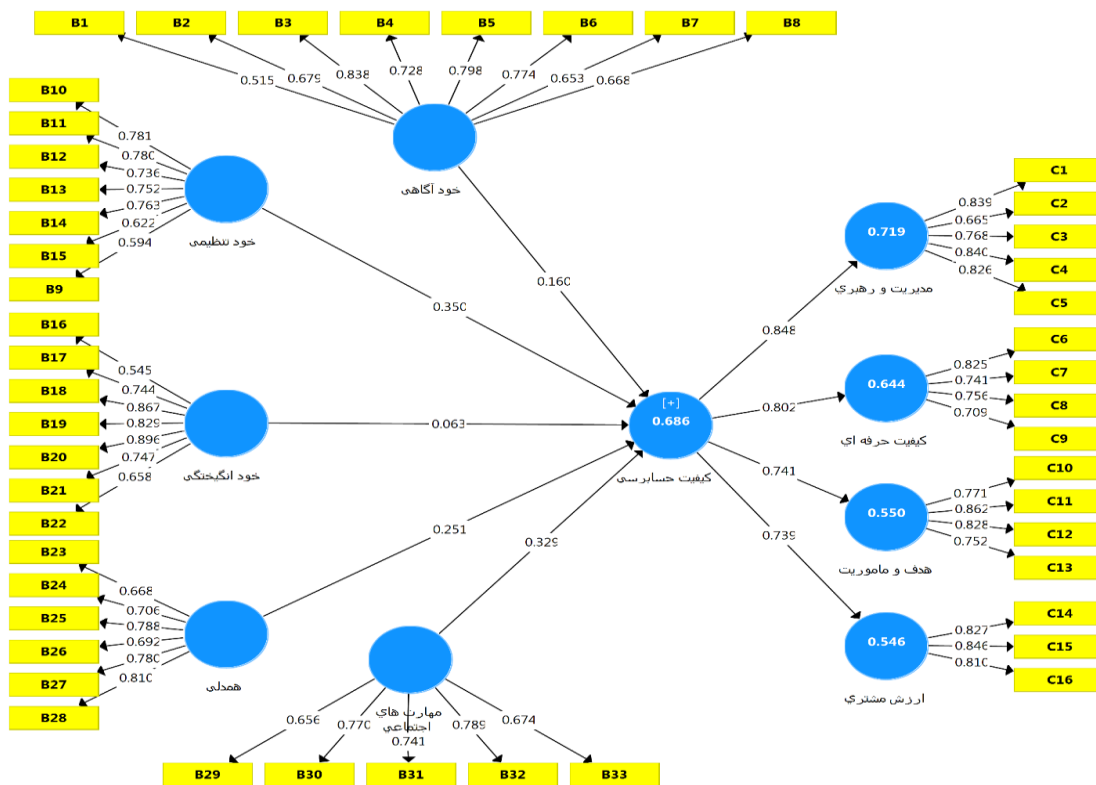 B1 B2 B3 B4 B5 B6 B7 B8
0.515 0.679 0.838 0.728 0.798 0.774 0.653 0.668
خود آگاهی
B10
B11
B12
B13
B14
B15
B9
0.781
0.780
0.736
0.752
0.763
0.622
0.594
خود تنظیمی
B16
B17
B18
B19
B20
B21
B22
0.545
0.744
0.867
0.829
0.896
0.747
0.658
خود انگیختگی
B23
B24
B25
B26
B27
B28
0.668
0.706
0.788
0.692
0.780
0.810
همدلی
مهارت هاي
اجتماعي
0.656 0.770 0.741 0.789 0.674
B29 B30 B31 B32 B33
0.160
0.350
0.063
0.251
0.329
[+]
0.686
کیفیت حسابرسی
0.848
0.802
0.741
0.739
0.719
مدیریت و رهبري
0.839
0.665
0.768
0.840
0.826
C1
C2
C3
C4
C5
0.644
کیفیت حرفه اي
0.825
0.741
0.756
0.709
C6
C7
C8
C9
0.550
هدف و ماموریت
0.771
0.862
0.828
0.752
C10
C11
C12
C13
0.546
ارزش مشتري
0.827
0.846
0.810
C14
C15
C16